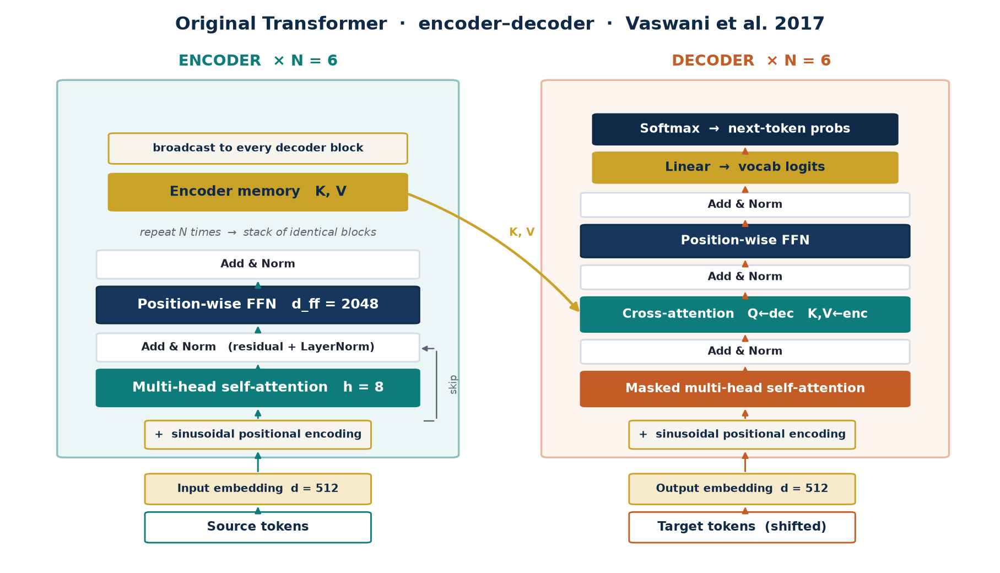 Original Transformer · encoder–decoder · Vaswani et al. 2017
ENCODER × N = 6
broadcast to every decoder block
Encoder memory K, V
repeat N times → stack of identical blocks
Add & Norm
Position-wise FFN d_ff = 2048
Add & Norm (residual + LayerNorm)
Multi-head self-attention h = 8
skip
+ sinusoidal positional encoding
Input embedding d = 512
Source tokens
K, V
DECODER × N = 6
Softmax → next-token probs
Linear → vocab logits
Add & Norm
Position-wise FFN
Add & Norm
Cross-attention Q←dec K,V←enc
Add & Norm
Masked multi-head self-attention
+ sinusoidal positional encoding
Output embedding d = 512
Target tokens (shifted)